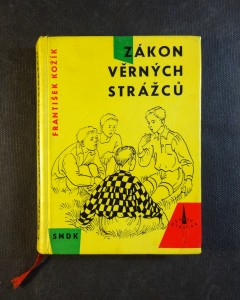 ZÁKON
VĚRNÝCH
STRÁŽCŮ
FRANTIŠEK KOŽÍK
SNDK